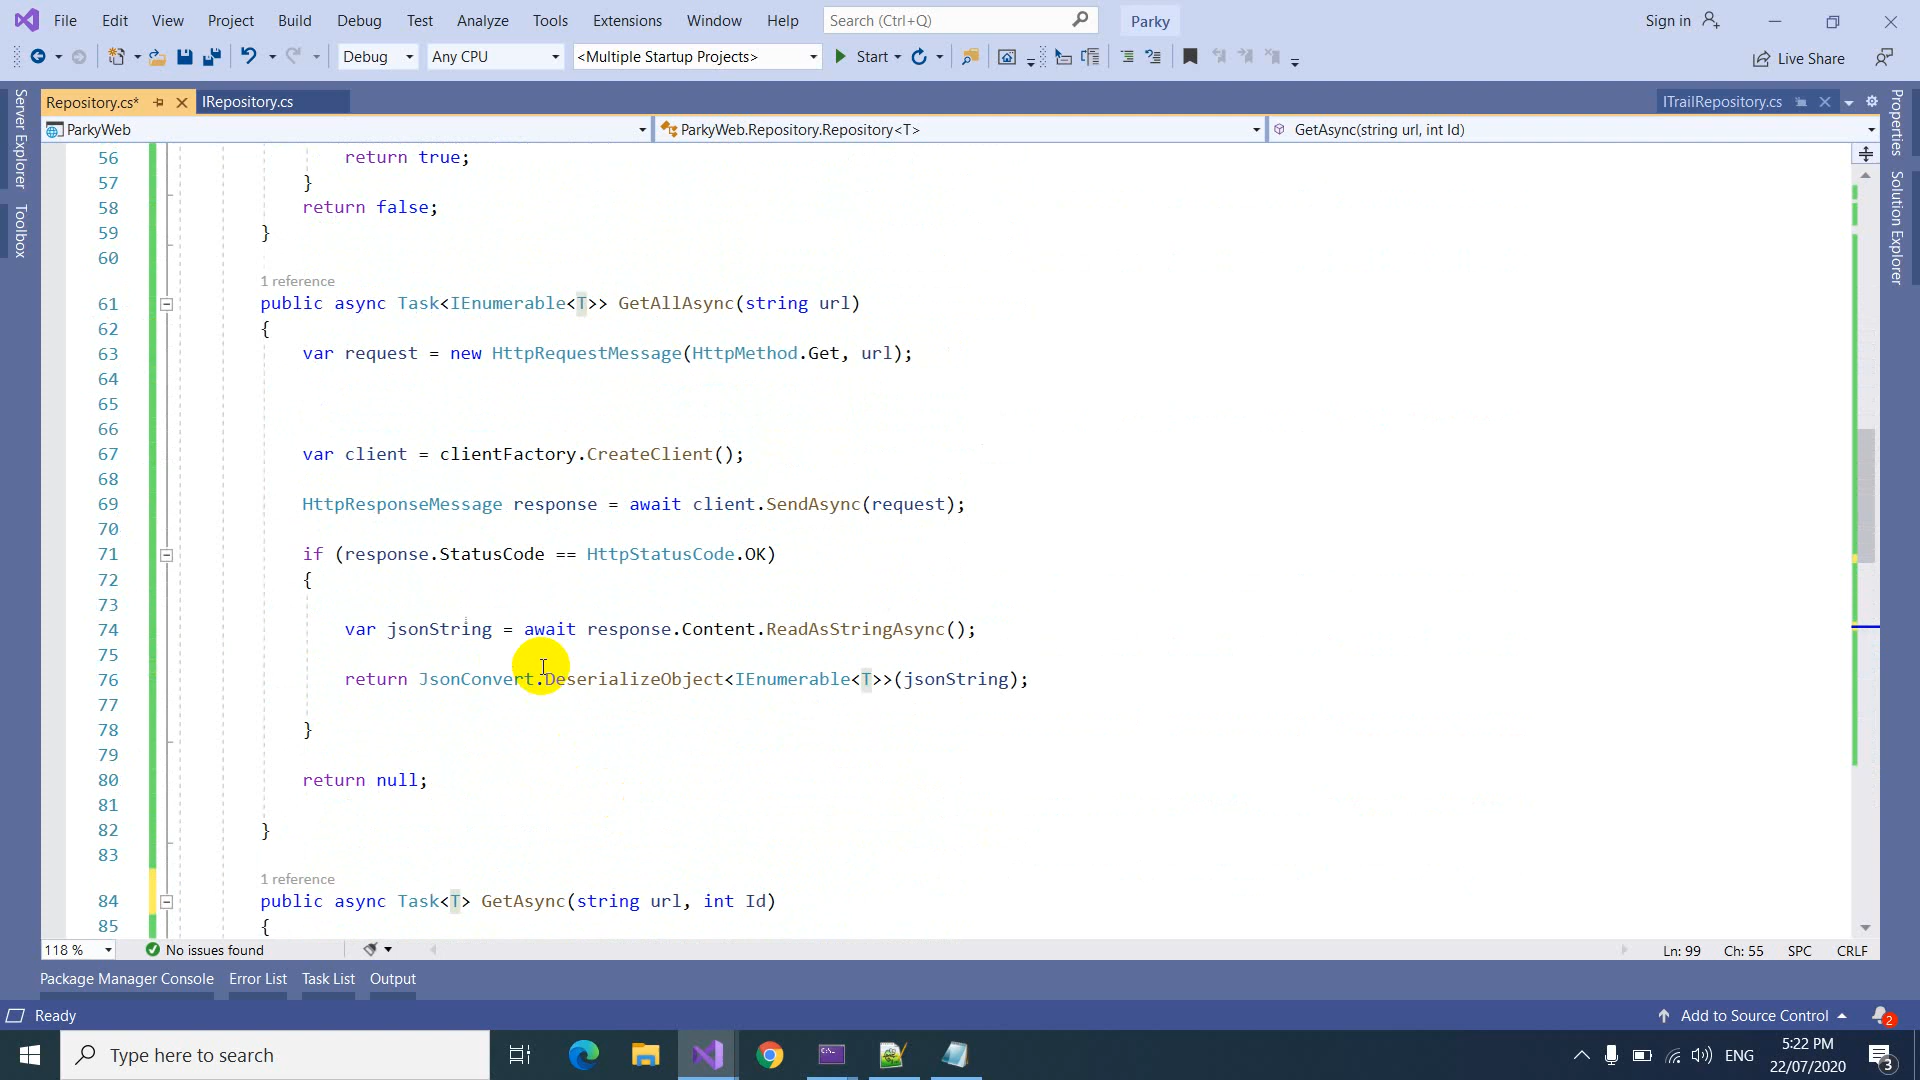 File Edit View Project Build Debug Test Analyze Tools Extensions Window Help Search (Ctrl+Q) Parky Sign in
Debug Any CPU <Multiple Startup Projects> Start Live Share
Repository.cs* IRepository.cs ITrailRepository.cs
ParkyWeb ParkyWeb.Repository.Repository<T> GetAsync(string url, int Id)
Server Explorer
Toolbox
Properties
Solution Explorer
56 return true;
57 }
58 return false;
59 }
60
1 reference
61 public async Task<IEnumerable<T>> GetAllAsync(string url)
62 {
63 var request = new HttpRequestMessage(HttpMethod.Get, url);
64
65
66
67 var client = clientFactory.CreateClient();
68
69 HttpResponseMessage response = await client.SendAsync(request);
70
71 if (response.StatusCode == HttpStatusCode.OK)
72 {
73
74 var jsonString = await response.Content.ReadAsStringAsync();
75
76 return JsonConvert.DeserializeObject<IEnumerable<T>>(jsonString);
77
78 }
79
80 return null;
81
82 }
83
1 reference
84 public async Task<T> GetAsync(string url, int Id)
85 {
118 % No issues found Ln: 99 Ch: 55 SPC CRLF
Package Manager Console Error List Task List Output
Ready Add to Source Control 2
Type here to search ENG 5:22 PM
22/07/2020 3